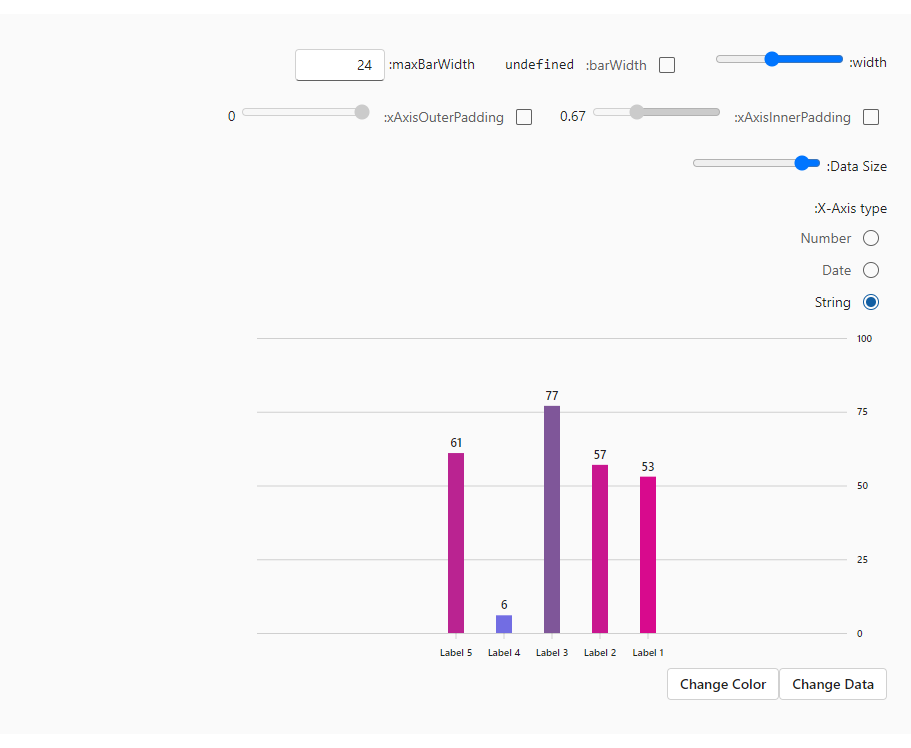 24 :maxBarWidth undefined :barWidth :width
0 :xAxisOuterPadding 0.67 :xAxisInnerPadding
:Data Size
:X-Axis type
Number
Date
String
100
77
75
61
57
53
50
25
6
0
Label 5 Label 4 Label 3 Label 2 Label 1
Change Color Change Data